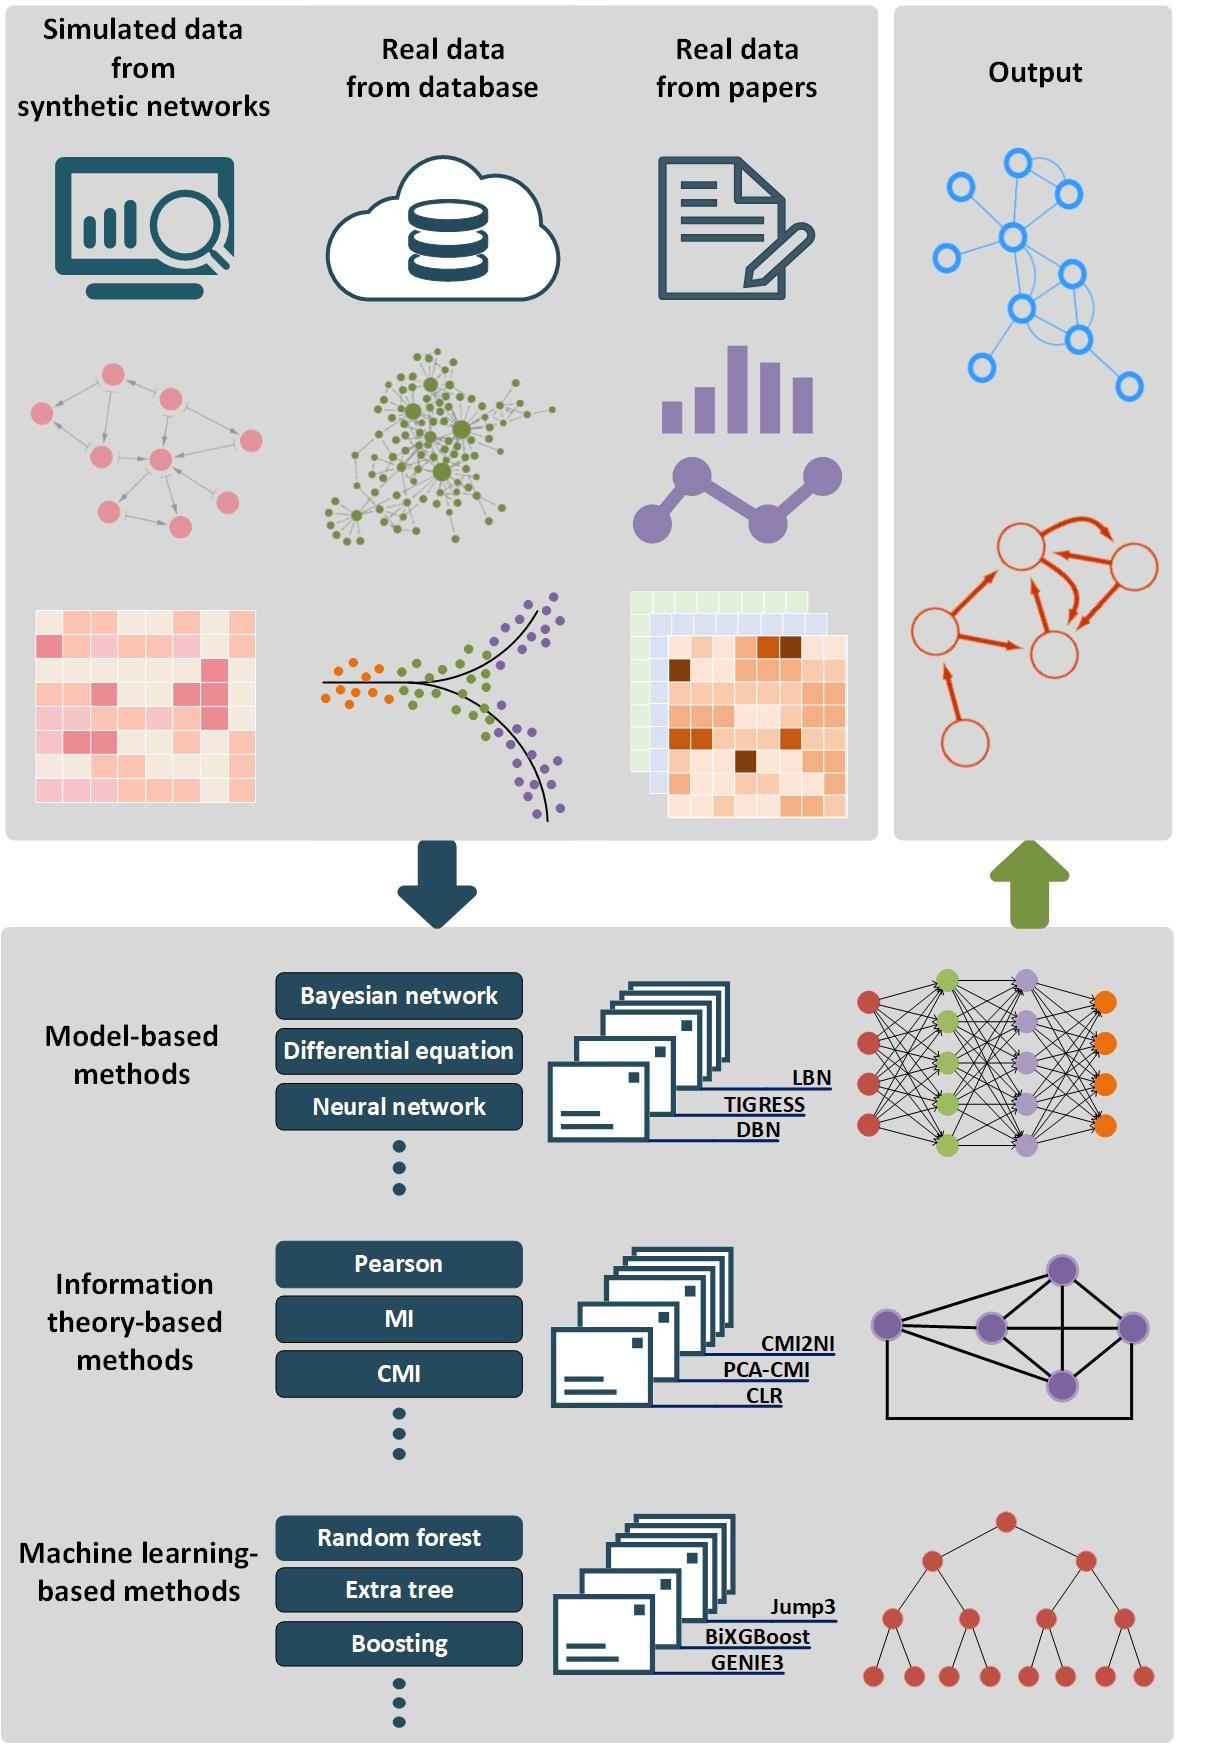 Simulated data
from
synthetic networks
Real data
from database
Real data
from papers
Output
Model-based
methods
Bayesian network
Differential equation
Neural network
LBN
TIGRESS
DBN
Information
theory-based
methods
Pearson
MI
CMI
CMI2NI
PCA-CMI
CLR
Machine learning-
based methods
Random forest
Extra tree
Boosting
Jump3
BiXGBoost
GENIE3